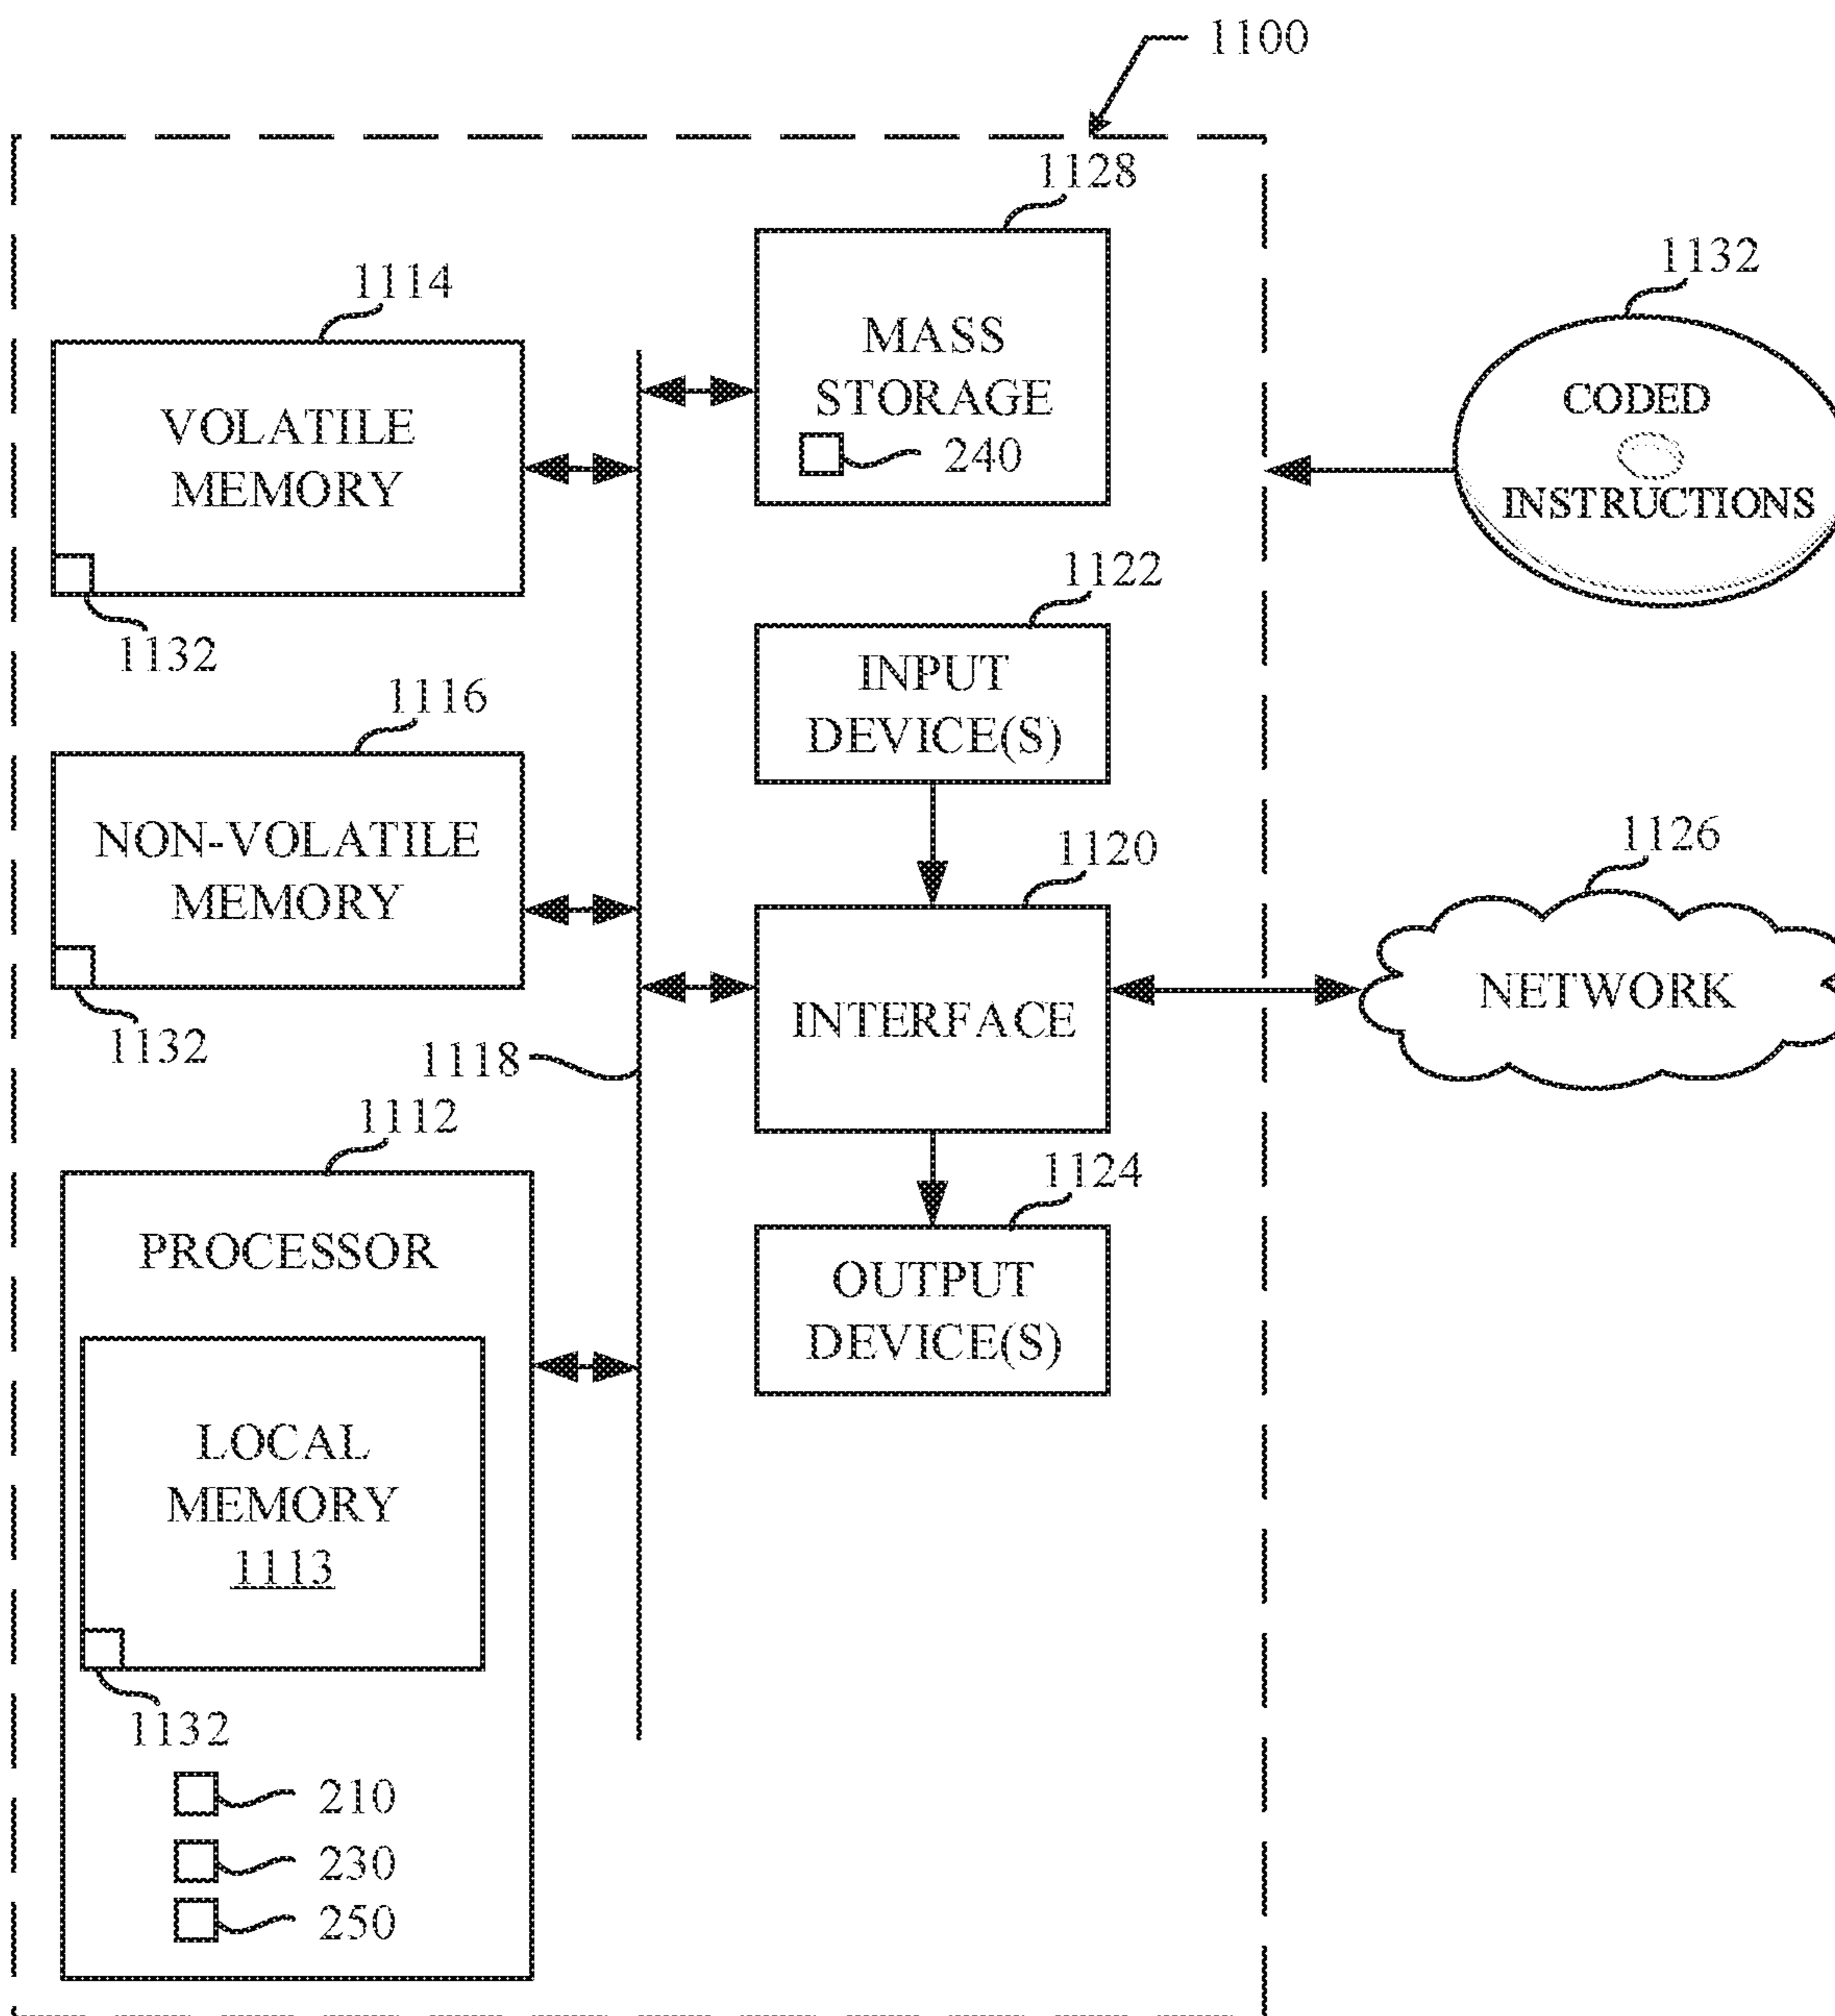 1100
1128
1132
1114
MASS
STORAGE
240
VOLATILE
MEMORY
CODED
INSTRUCTIONS
1132
1122
INPUT
DEVICE(S)
1116
NON-VOLATILE
MEMORY
1120
1126
INTERFACE
NETWORK
1132
1118
1112
1124
PROCESSOR
OUTPUT
DEVICE(S)
LOCAL
MEMORY
1113
1132
210
230
250